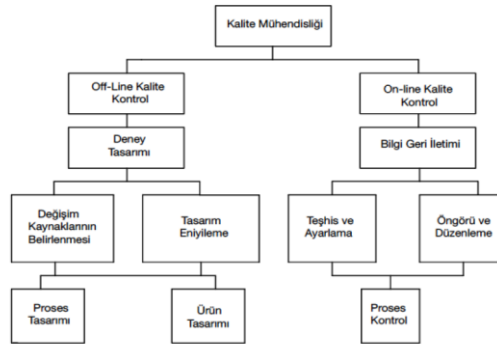 Kalite Mühendisliği
Off-Line Kalite
Kontrol
On-line Kalite
Kontrol
Deney
Tasarımı
Bilgi Geri İletimi
Değişim
Kaynaklarının
Belirlenmesi
Tasarım
Eniyileme
Teşhis ve
Ayarlama
Öngörü ve
Düzenleme
Proses
Tasarımı
Ürün
Tasarımı
Proses
Kontrol